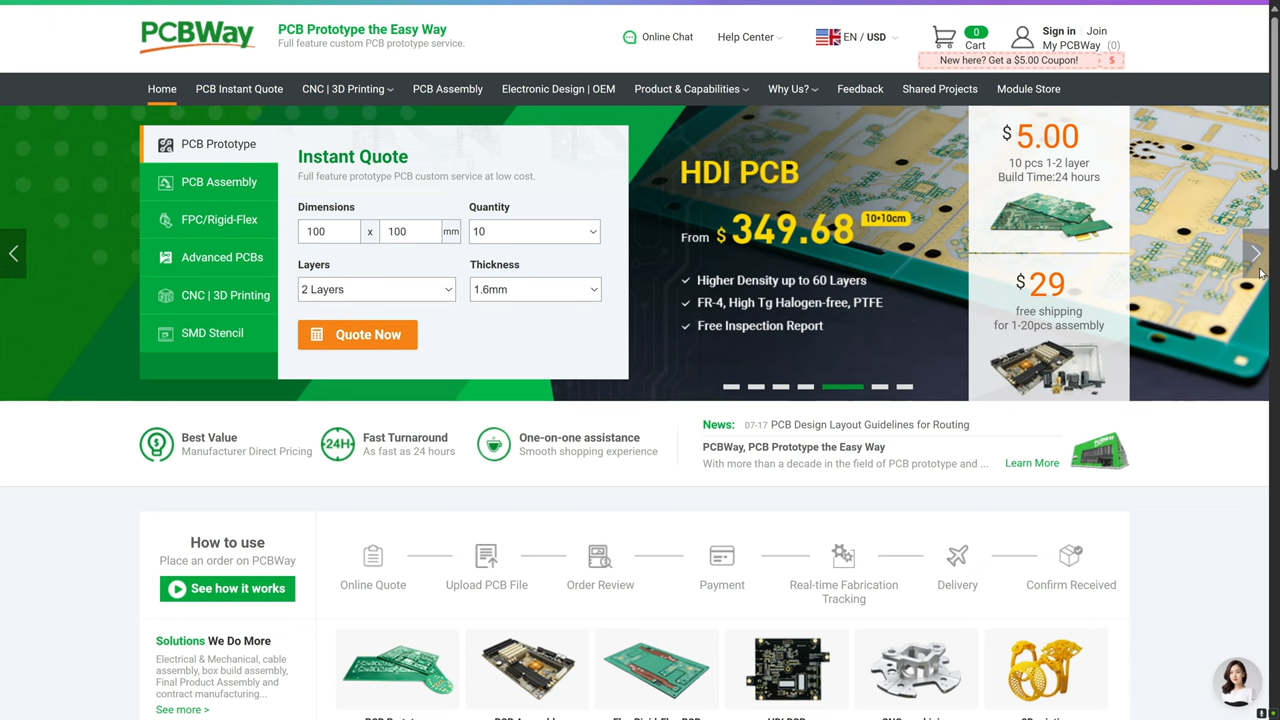 PCBWay
PCB Prototype the Easy Way
Full feature custom PCB prototype service.
Online Chat
Help Center
EN / USD
0
Cart
Sign in
Join
My PCBWay (0)
New here? Get a $5.00 Coupon!
$
Home
PCB Instant Quote
CNC | 3D Printing
PCB Assembly
Electronic Design | OEM
Product & Capabilities
Why Us?
Feedback
Shared Projects
Module Store
PCB Prototype
PCB Assembly
FPC/Rigid-Flex
Advanced PCBs
CNC | 3D Printing
SMD Stencil
Instant Quote
Full feature prototype PCB custom service at low cost.
Dimensions
Quantity
100 x 100 mm
10
Layers
Thickness
2 Layers
1.6mm
Quote Now
HDI PCB
From $ 349.68 10*10cm
Higher Density up to 60 Layers
FR-4, High Tg Halogen-free, PTFE
Free Inspection Report
$ 5.00
10 pcs 1-2 layer
Build Time:24 hours
$ 29
free shipping
for 1-20pcs assembly
Best Value
Manufacturer Direct Pricing
24H
Fast Turnaround
As fast as 24 hours
One-on-one assistance
Smooth shopping experience
News: 07-17 PCB Design Layout Guidelines for Routing
PCBWay, PCB Prototype the Easy Way
With more than a decade in the field of PCB prototype and ... Learn More
How to use
Place an order on PCBWay
See how it works
Online Quote
Upload PCB File
Order Review
Payment
Real-time Fabrication
Tracking
Delivery
Confirm Received
Solutions We Do More
Electrical & Mechanical, cable
assembly, box build assembly,
Final Product Assembly and
contract manufacturing...
See more >